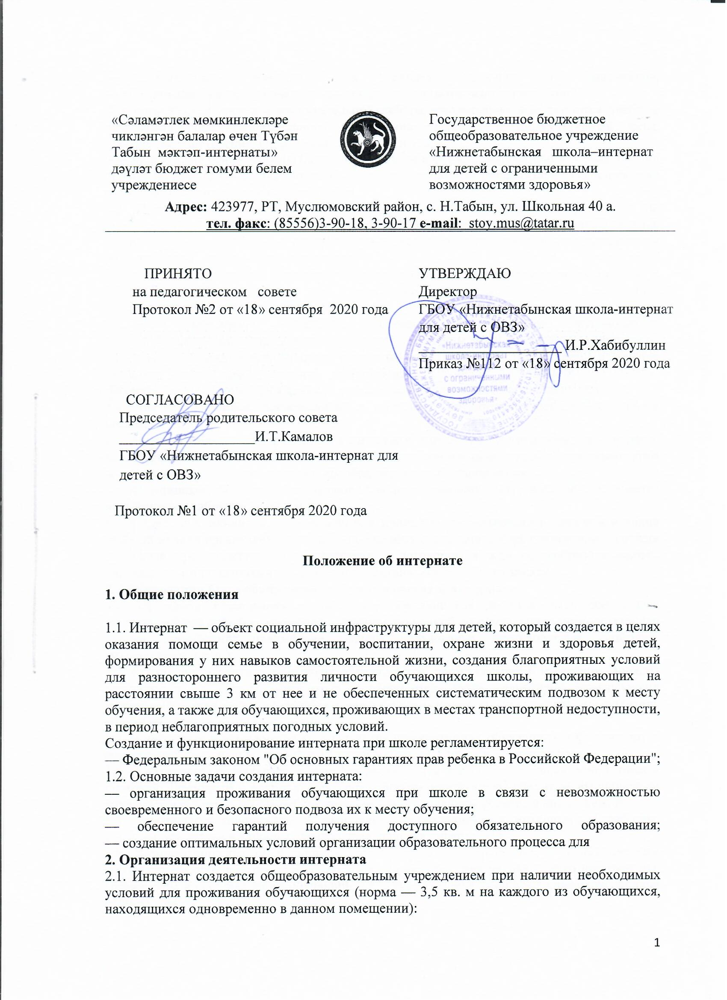 «Сәламәтлек мөмкинлекләре
чикләнгән балалар өчен Түбән
Табын мәктәп-интернаты»
дәүләт бюджет гомуми белем
учреждениесе
Государственное бюджетное
общеобразовательное учреждение
«Нижнетабынская школа–интернат
для детей с ограниченными
возможностями здоровья»
Адрес: 423977, РТ, Муслюмовский район, с. Н.Табын, ул. Школьная 40 а.
тел. факс: (85556)3-90-18, 3-90-17 e-mail: stoy.mus@tatar.ru
ПРИНЯТО
на педагогическом совете
Протокол №2 от «18» сентября 2020 года
УТВЕРЖДАЮ
Директор
ГБОУ «Нижнетабынская школа-интернат
для детей с ОВЗ»
____________________И.Р.Хабибуллин
Приказ №112 от «18» сентября 2020 года
«Нижнетабынская
школа-интернат
с ограниченными
возможностями
здоровья»
СОГЛАСОВАНО
Председатель родительского совета
___________________И.Т.Камалов
ГБОУ «Нижнетабынская школа-интернат для
детей с ОВЗ»
Протокол №1 от «18» сентября 2020 года
Положение об интернате
1. Общие положения
1.1. Интернат — объект социальной инфраструктуры для детей, который создается в целях
оказания помощи семье в обучении, воспитании, охране жизни и здоровья детей,
формирования у них навыков самостоятельной жизни, создания благоприятных условий
для разностороннего развития личности обучающихся школы, проживающих на
расстоянии свыше 3 км от нее и не обеспеченных систематическим подвозом к месту
обучения, а также для обучающихся, проживающих в местах транспортной недоступности,
в период неблагоприятных погодных условий.
Создание и функционирование интерната при школе регламентируется:
— Федеральным законом "Об основных гарантиях прав ребенка в Российской Федерации";
1.2. Основные задачи создания интерната:
— организация проживания обучающихся при школе в связи с невозможностью
своевременного и безопасного подвоза их к месту обучения;
— обеспечение гарантий получения доступного обязательного образования;
— создание оптимальных условий организации образовательного процесса для
2. Организация деятельности интерната
2.1. Интернат создается общеобразовательным учреждением при наличии необходимых
условий для проживания обучающихся (норма — 3,5 кв. м на каждого из обучающихся,
находящихся одновременно в данном помещении):
1